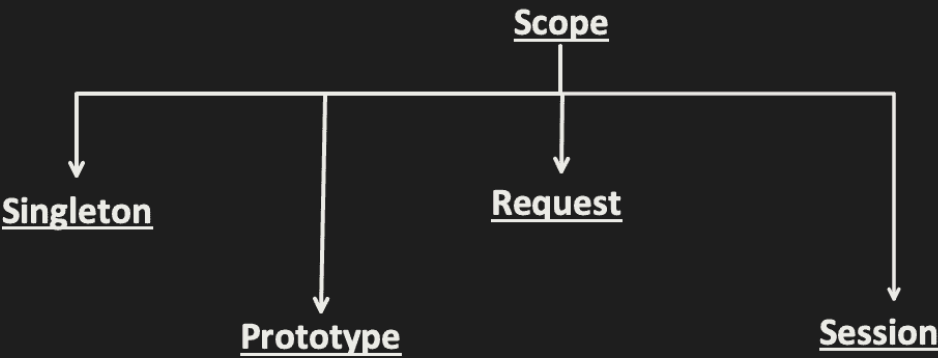 Scope
Singleton
Request
Prototype
Session